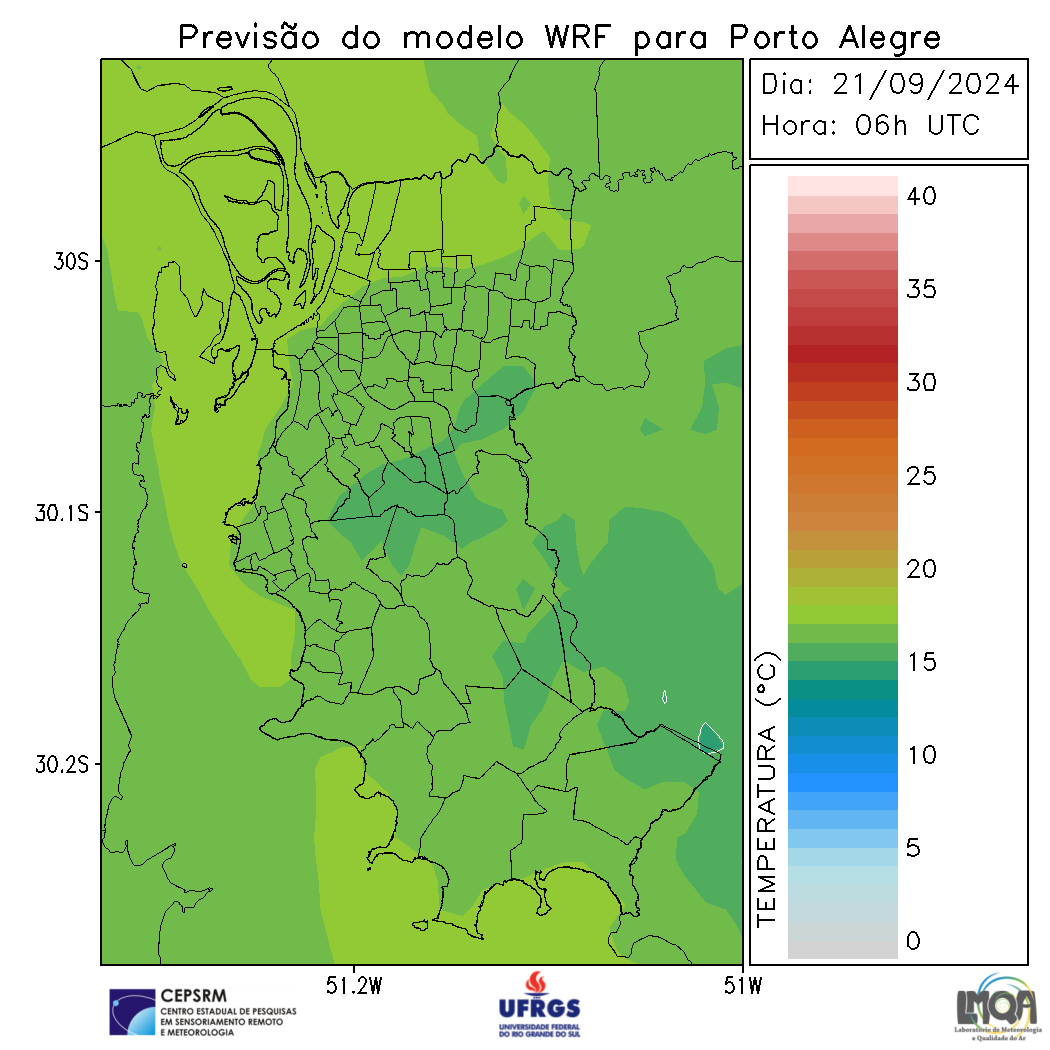 Previsão do modelo WRF para Porto Alegre
Dia: 21/09/2024
Hora: 06h UTC
40
35
30
25
20
15
10
5
0
TEMPERATURA (°C)
30S
30.1S
30.2S
51.2W
51W
CEPSRM
CENTRO ESTADUAL DE PESQUISAS
EM SENSORIAMENTO REMOTO
E METEOROLOGIA
UFRGS
UNIVERSIDADE FEDERAL
DO RIO GRANDE DO SUL
LMQA
Laboratório de Meteorologia
e Qualidade do Ar